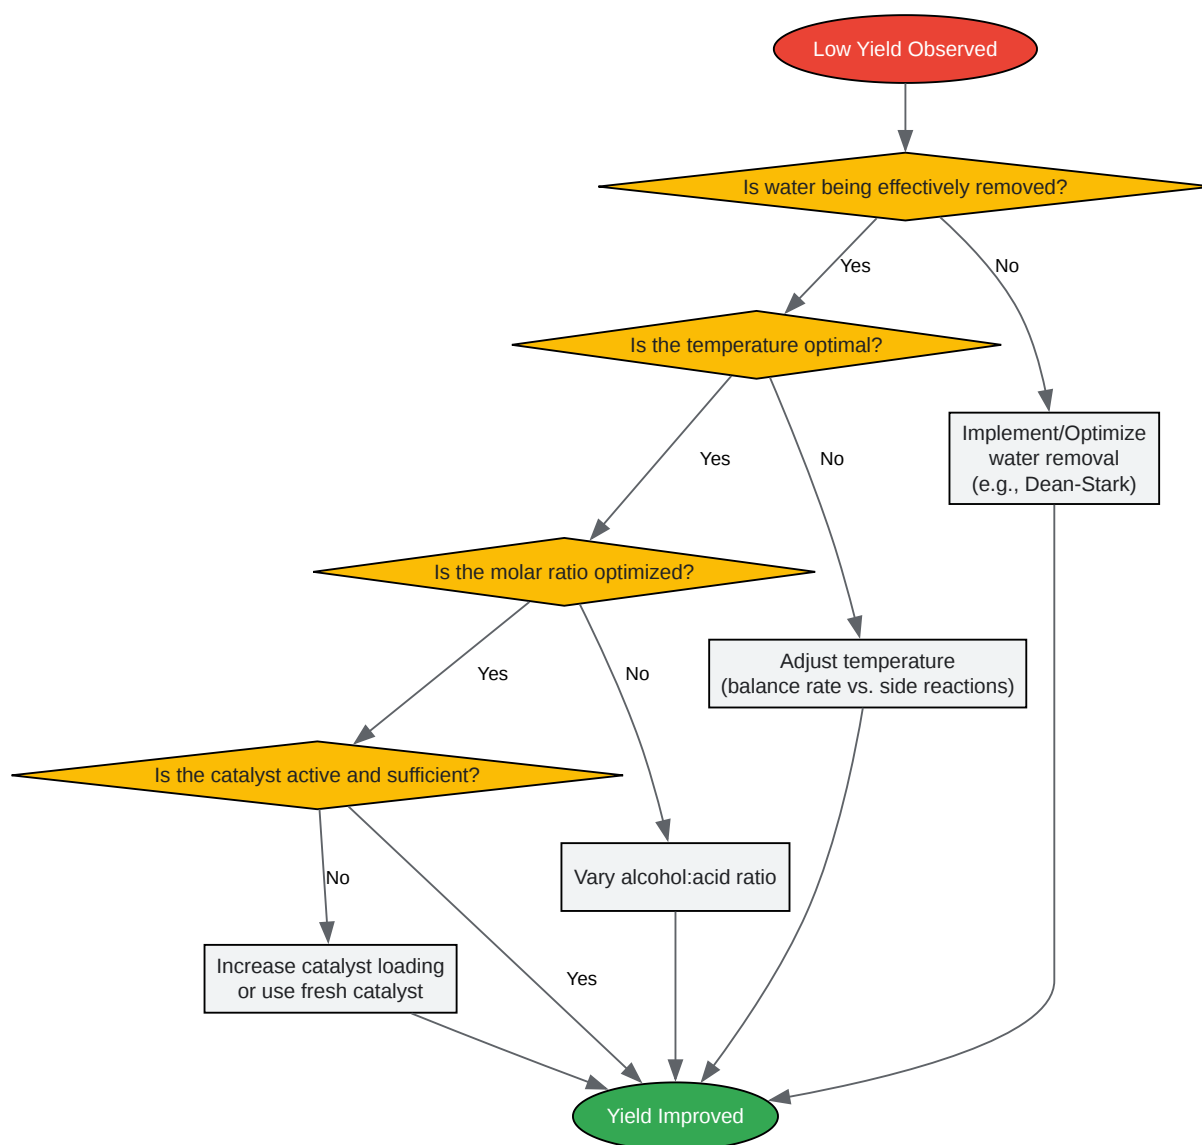 Low Yield Observed
Is water being effectively removed?
Yes
No
Is the temperature optimal?
Implement/Optimize
water removal
(e.g., Dean-Stark)
Yes
No
Is the molar ratio optimized?
Adjust temperature
(balance rate vs. side reactions)
Yes
No
Is the catalyst active and sufficient?
Vary alcohol:acid ratio
No
Yes
Increase catalyst loading
or use fresh catalyst
Yield Improved